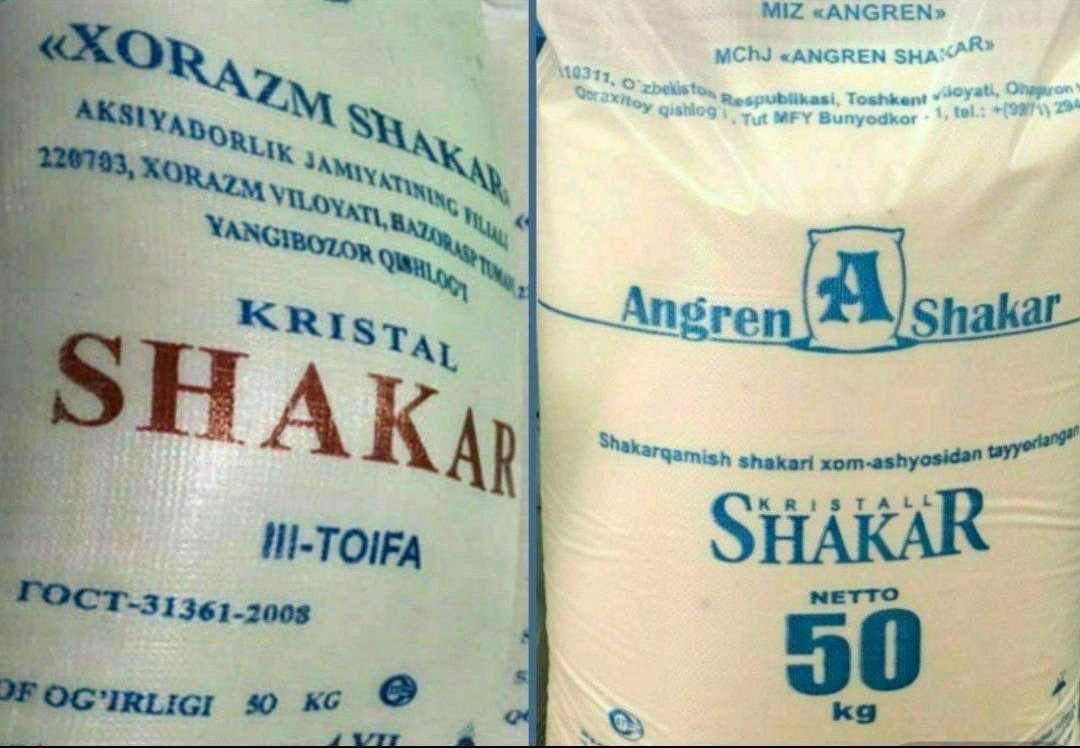 «XORAZM SHAKAR»
AKSIYADORLIK JAMIYATINING FILIALI
220703, XORAZM VILOYATI, HAZORASP TUMANI,
YANGIBOZOR QISHLOG'I
KRISTAL
SHAKAR
III-TOIFA
ГОСТ-31361-2008
OF OG'IRLIGI 50 KG
MIZ «ANGREN»
MChJ «ANGREN SHAKAR»
110311, O'zbekiston Respublikasi, Toshkent viloyati,
Qoraxitoy qishlog'i, Tut MFY Bunyodkor - 1, tel.:
Angren A Shakar
Shakarqamish shakari xom-ashyosidan tayyorlangan
KRISTALL
SHAKAR
NETTO
50
kg